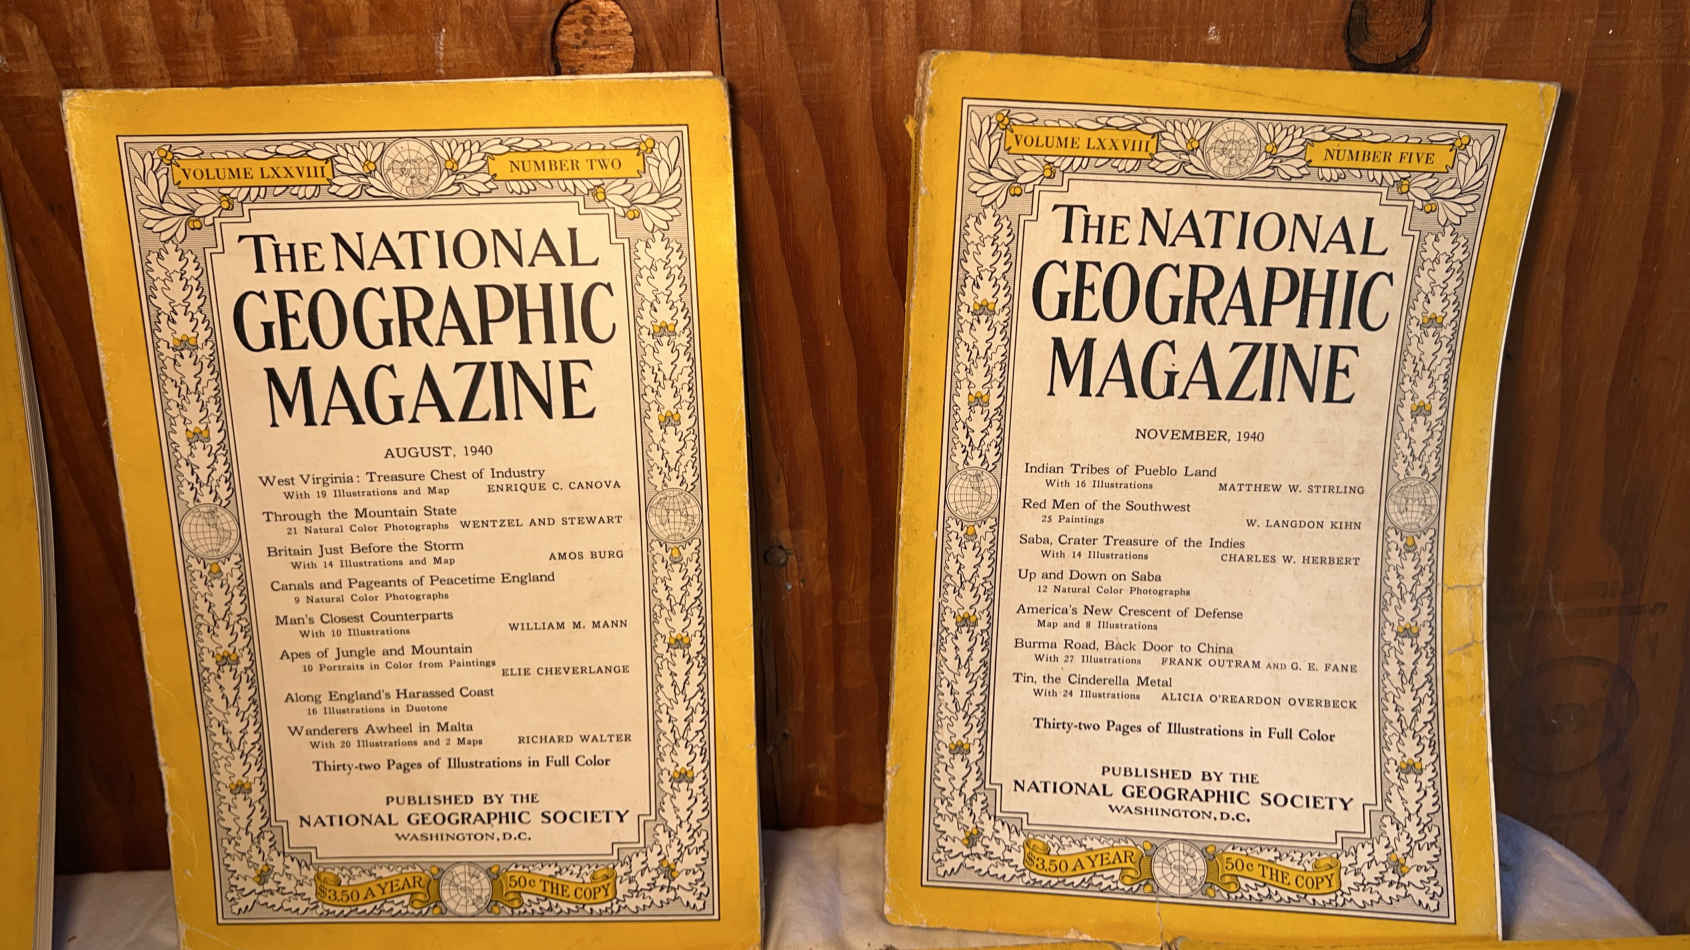 VOLUME LXXVIII
NUMBER TWO
THE NATIONAL
GEOGRAPHIC
MAGAZINE
AUGUST, 1940
West Virginia: Treasure Chest of Industry
With 19 Illustrations and Map ENRIQUE C. CANOVA
Through the Mountain State
21 Natural Color Photographs WENTZEL AND STEWART
Britain Just Before the Storm
With 14 Illustrations and Map AMOS BURG
Canals and Pageants of Peacetime England
9 Natural Color Photographs
Man's Closest Counterparts
With 10 Illustrations WILLIAM M. MANN
Apes of Jungle and Mountain
10 Portraits in Color from Paintings ELIE CHEVERLANGE
Along England's Harassed Coast
16 Illustrations in Duotone
Wanderers Awheel in Malta
With 20 Illustrations and 2 Maps RICHARD WALTER
Thirty-two Pages of Illustrations in Full Color
PUBLISHED BY THE
NATIONAL GEOGRAPHIC SOCIETY
WASHINGTON, D.C.
$3.50 A YEAR
50¢ THE COPY
VOLUME LXXVIII
NUMBER FIVE
THE NATIONAL
GEOGRAPHIC
MAGAZINE
NOVEMBER, 1940
Indian Tribes of Pueblo Land
With 16 Illustrations MATTHEW W. STIRLING
Red Men of the Southwest
25 Paintings W. LANGDON KIHN
Saba, Crater Treasure of the Indies
With 14 Illustrations CHARLES W. HERBERT
Up and Down on Saba
12 Natural Color Photographs
America's New Crescent of Defense
Map and 8 Illustrations
Burma Road, Back Door to China
With 27 Illustrations FRANK OUTRAM AND G. E. FANE
Tin, the Cinderella Metal
With 24 Illustrations ALICIA O'REARDON OVERBECK
Thirty-two Pages of Illustrations in Full Color
PUBLISHED BY THE
NATIONAL GEOGRAPHIC SOCIETY
WASHINGTON, D.C.
$3.50 A YEAR
50¢ THE COPY